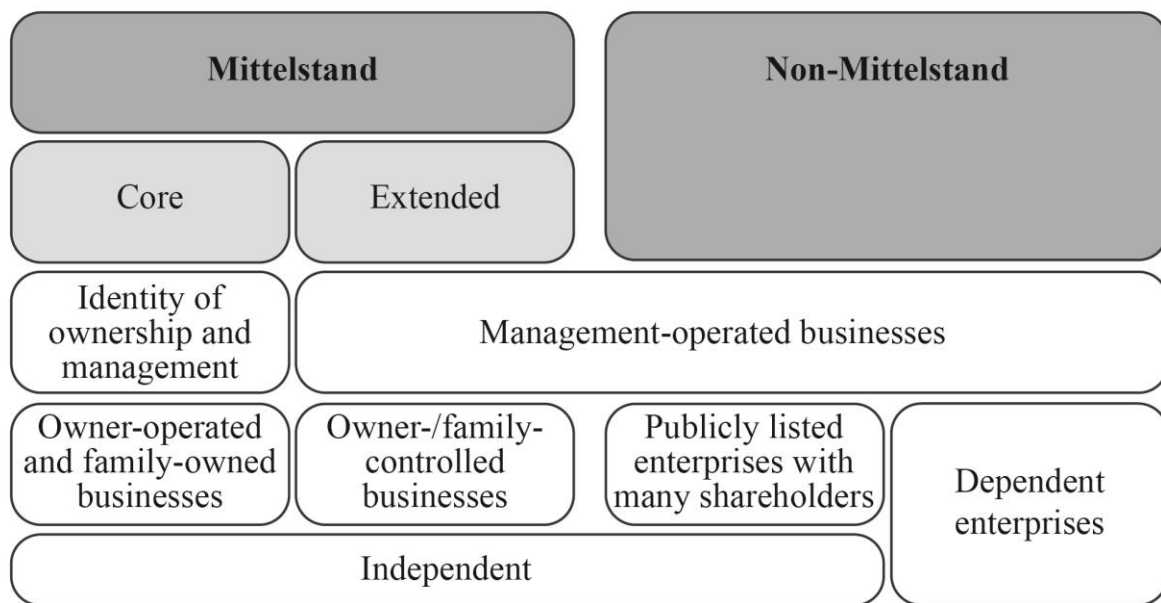 Mittelstand
Non-Mittelstand
Core
Extended
Identity of
ownership and
management
Management-operated businesses
Owner-operated
and family-owned
businesses
Owner-/family-
controlled
businesses
Publicly listed
enterprises with
many shareholders
Dependent
enterprises
Independent